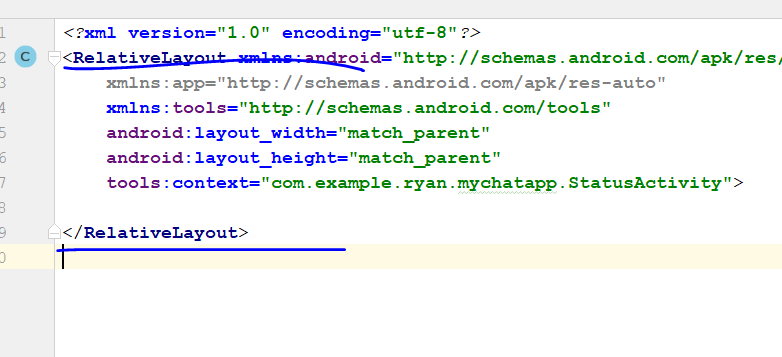 1 <?xml version="1.0" encoding="utf-8"?>
2 C <RelativeLayout xmlns:android="http://schemas.android.com/apk/res/
3 xmlns:app="http://schemas.android.com/apk/res-auto"
4 xmlns:tools="http://schemas.android.com/tools"
5 android:layout_width="match_parent"
6 android:layout_height="match_parent"
7 tools:context="com.example.ryan.mychatapp.StatusActivity">
8
9 </RelativeLayout>
0